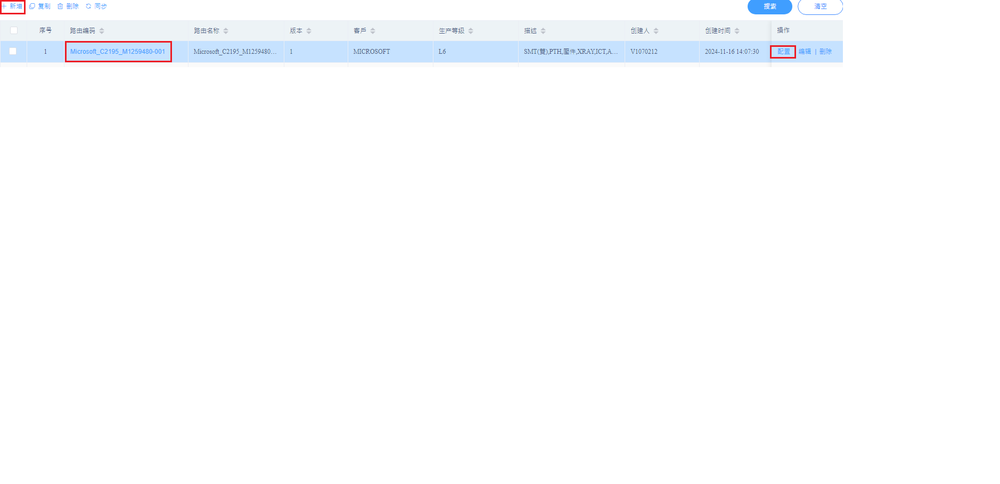 新增 复制 删除 同步 搜索 清空
序号 路由编码 路由名称 版本 客戶 生产等级 描述 创建人 创建时间 操作
1 Microsoft_C2195_M1259480-001 Microsoft_C2195_M1259480... 1 MICROSOFT L6 SMT(雙),PTH,壓件,XRAY,ICT,A... V1070212 2024-11-16 14:07:30 配置 编辑 | 删除